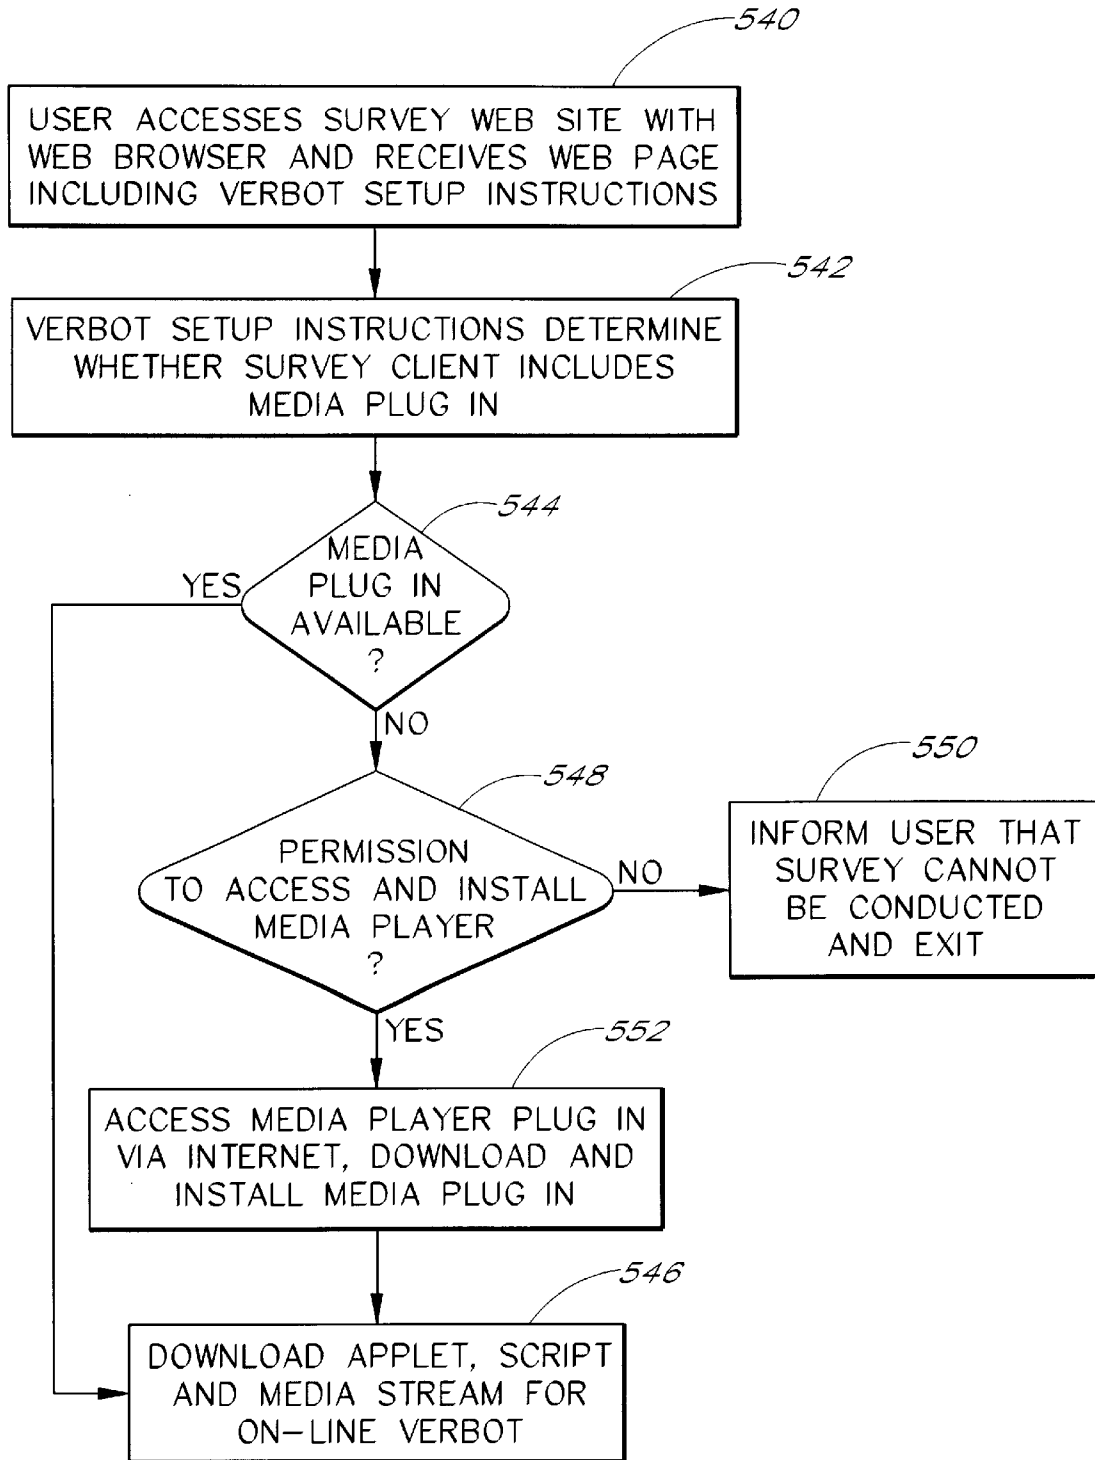 540
USER ACCESSES SURVEY WEB SITE WITH
WEB BROWSER AND RECEIVES WEB PAGE
INCLUDING VERBOT SETUP INSTRUCTIONS
542
VERBOT SETUP INSTRUCTIONS DETERMINE
WHETHER SURVEY CLIENT INCLUDES
MEDIA PLUG IN
544
MEDIA
PLUG IN
AVAILABLE
?
YES
NO
548
PERMISSION
TO ACCESS AND INSTALL
MEDIA PLAYER
?
NO
550
INFORM USER THAT
SURVEY CANNOT
BE CONDUCTED
AND EXIT
YES
552
ACCESS MEDIA PLAYER PLUG IN
VIA INTERNET, DOWNLOAD AND
INSTALL MEDIA PLUG IN
546
DOWNLOAD APPLET, SCRIPT
AND MEDIA STREAM FOR
ON-LINE VERBOT